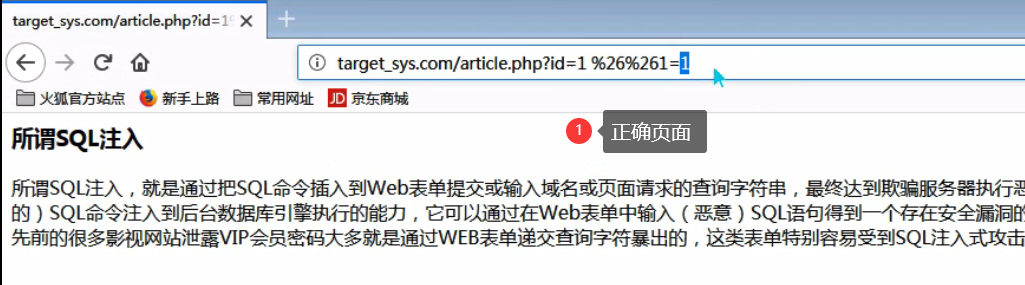 target_sys.com/article.php?id=1%
target_sys.com/article.php?id=1 %26%261=1
火狐官方站点 新手上路 常用网址 JD 京东商城
所谓SQL注入
1 正确页面
所谓SQL注入，就是通过把SQL命令插入到Web表单提交或输入域名或页面请求的查询字符串，最终达到欺骗服务器执行恶
的）SQL命令注入到后台数据库引擎执行的能力，它可以通过在Web表单中输入（恶意）SQL语句得到一个存在安全漏洞的
先前的很多影视网站泄露VIP会员密码大多就是通过WEB表单递交查询字符暴出的，这类表单特别容易受到SQL注入式攻击